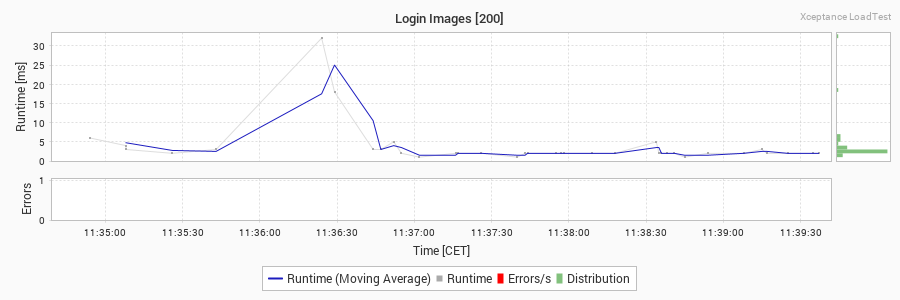 Login Images [200]
Xceptance LoadTest
Runtime [ms]
30
25
20
15
10
5
0
Errors
1
0
11:35:00 11:35:30 11:36:00 11:36:30 11:37:00 11:37:30 11:38:00 11:38:30 11:39:00 11:39:30
Time [CET]
Runtime (Moving Average) Runtime Errors/s Distribution